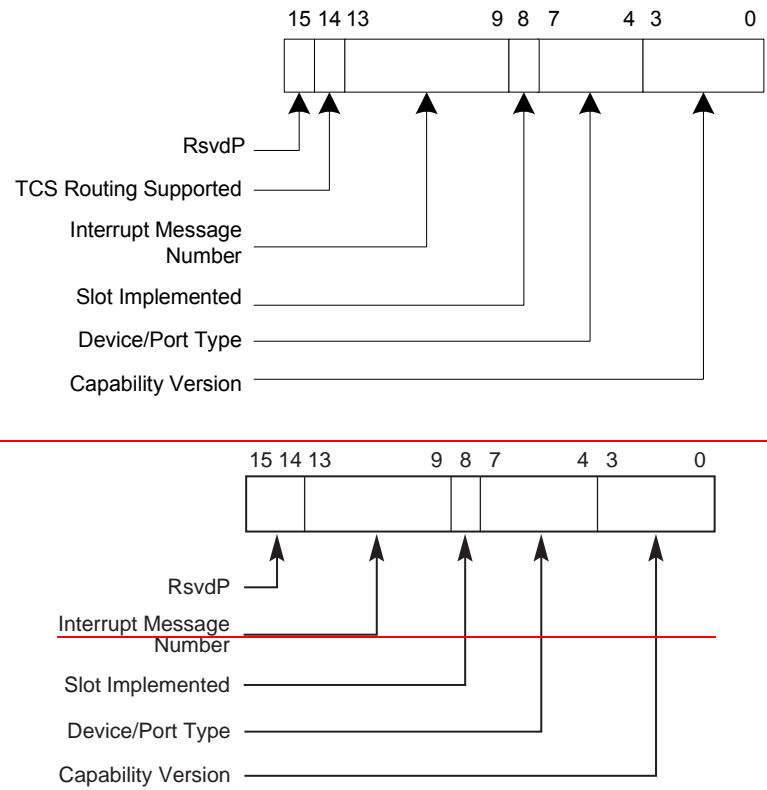 15 14 13 9 8 7 4 3 0
RsvdP
TCS Routing Supported
Interrupt Message
Number
Slot Implemented
Device/Port Type
Capability Version
15 14 13 9 8 7 4 3 0
RsvdP
Interrupt Message
Number
Slot Implemented
Device/Port Type
Capability Version